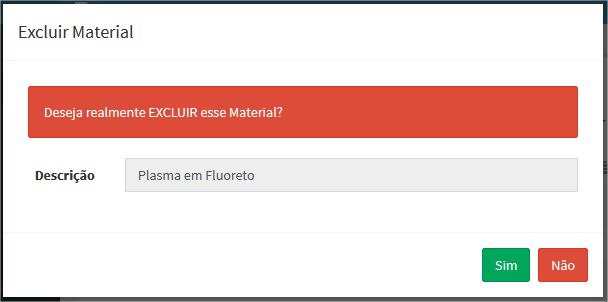 Excluir Material
Deseja realmente EXCLUIR esse Material?
Descrição
Plasma em Fluoreto
Sim
Não